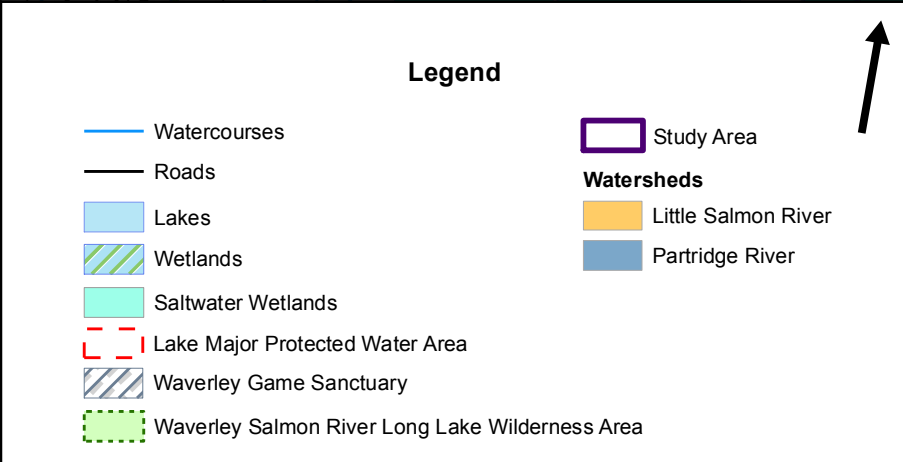 Legend
Watercourses
Roads
Lakes
Wetlands
Saltwater Wetlands
Lake Major Protected Water Area
Waverley Game Sanctuary
Waverley Salmon River Long Lake Wilderness Area
Study Area
Watersheds
Little Salmon River
Partridge River